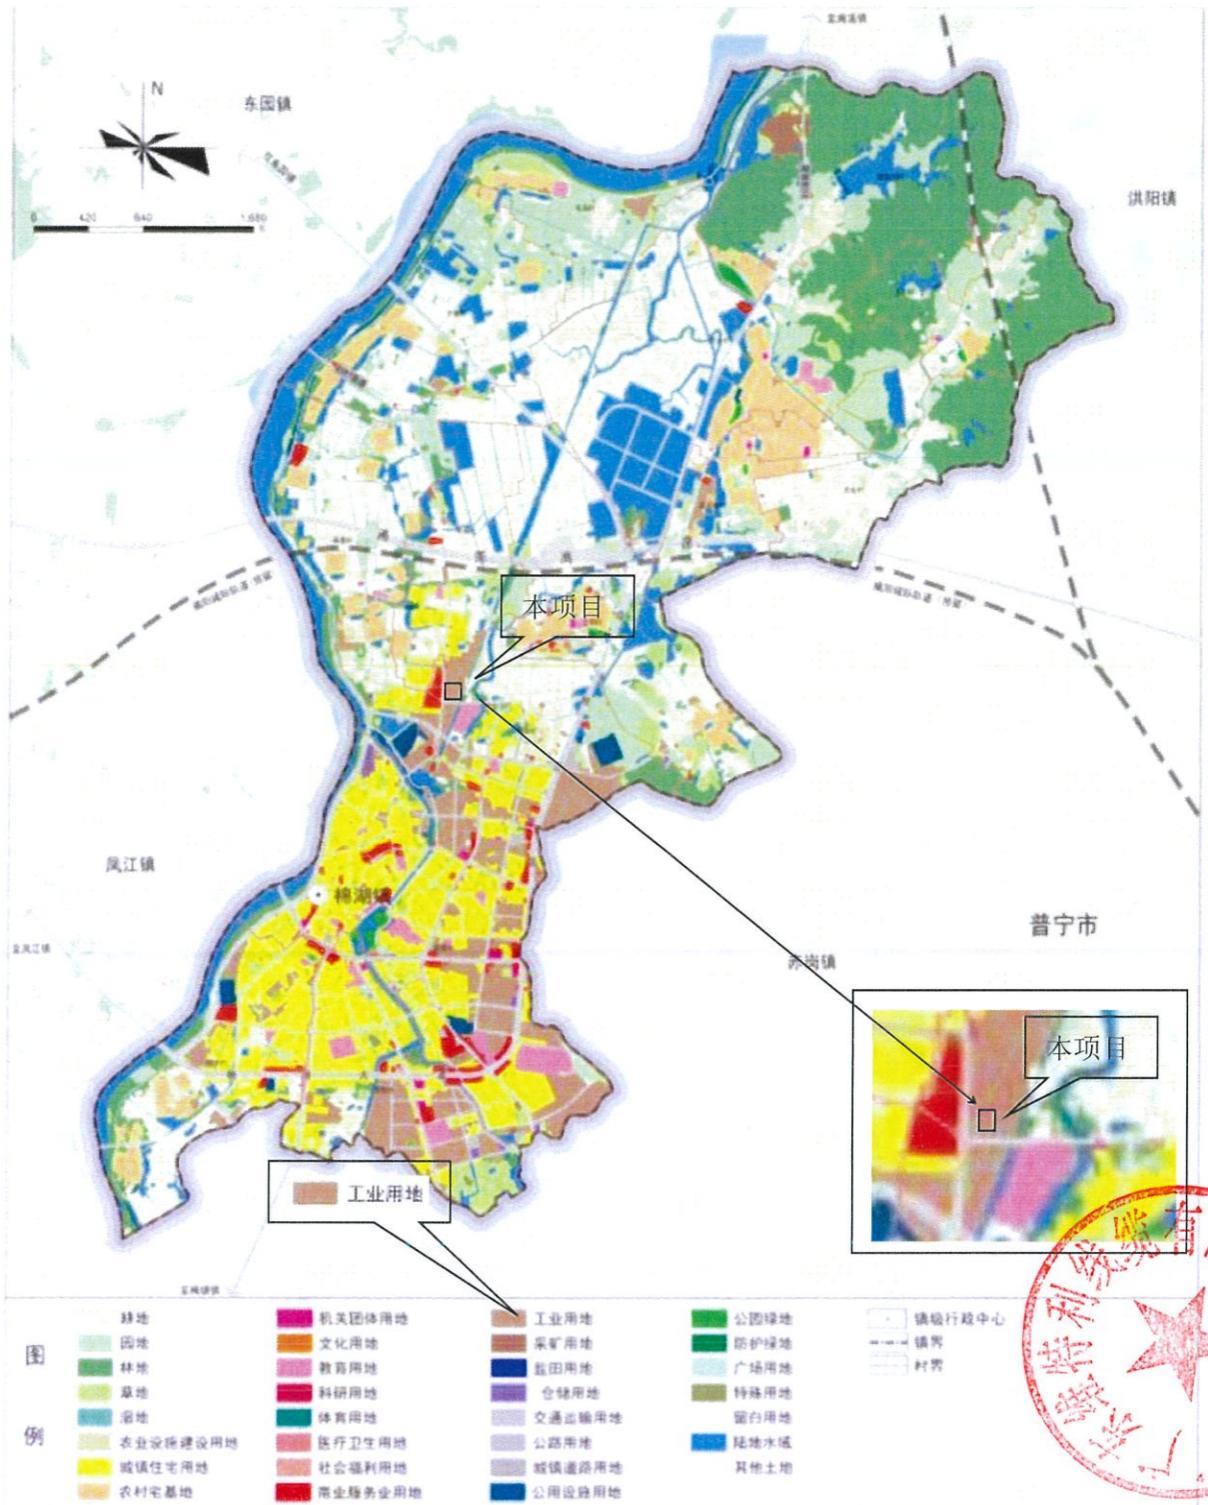 N
东园镇
洪阳镇
0 420 840 1,680
本项目
凤江镇
棉湖镇
普宁市
赤岗镇
至凤江镇
本项目
工业用地
图例
耕地
园地
林地
草地
湿地
农业设施建设用地
城镇住宅用地
农村宅基地
机关团体用地
文化用地
教育用地
科研用地
体育用地
医疗卫生用地
社会福利用地
商业服务业用地
工业用地
采矿用地
盐田用地
仓储用地
交通运输用地
公路用地
城镇道路用地
公用设施用地
公园绿地
防护绿地
广场用地
特殊用地
留白用地
陆地水域
其他土地
镇级行政中心
镇界
村界